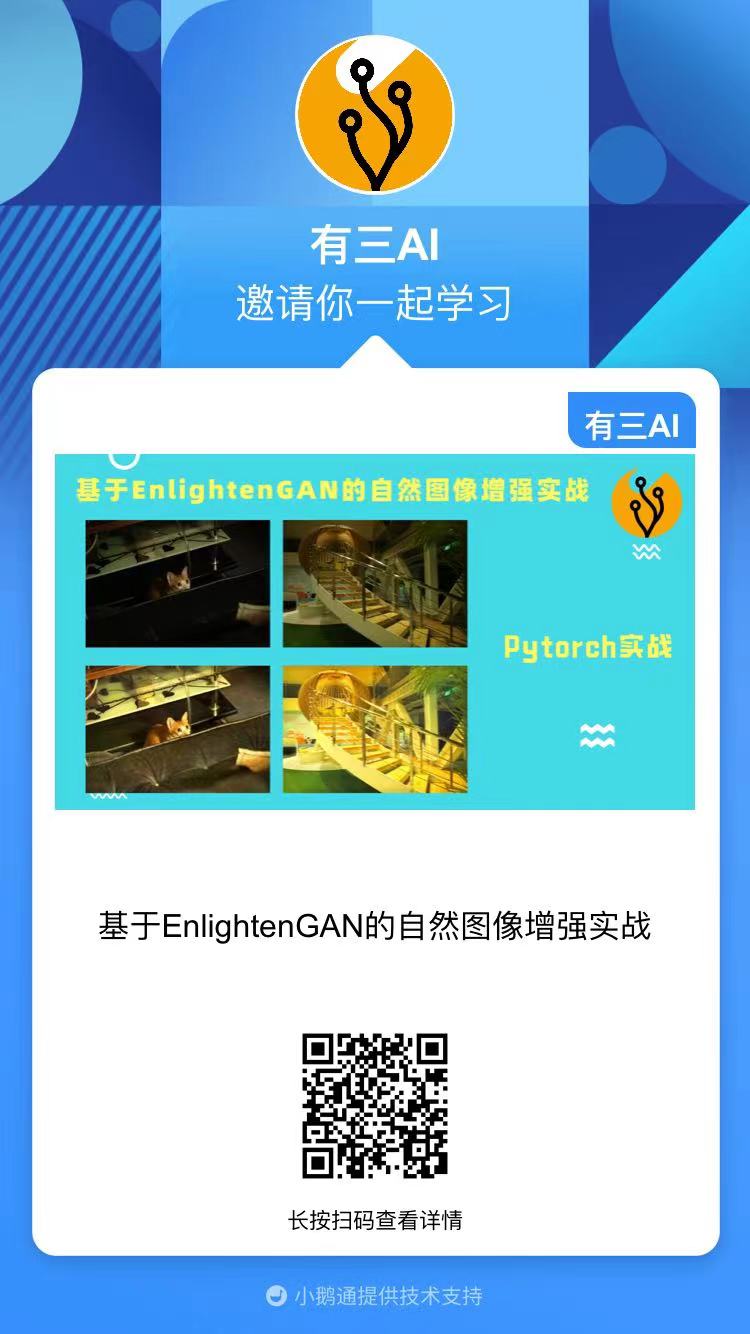 有三AI
邀请你一起学习
有三AI
基于EnlightenGAN的自然图像增强实战
Pytorch实战
基于EnlightenGAN的自然图像增强实战
长按扫码查看详情
小鹅通提供技术支持